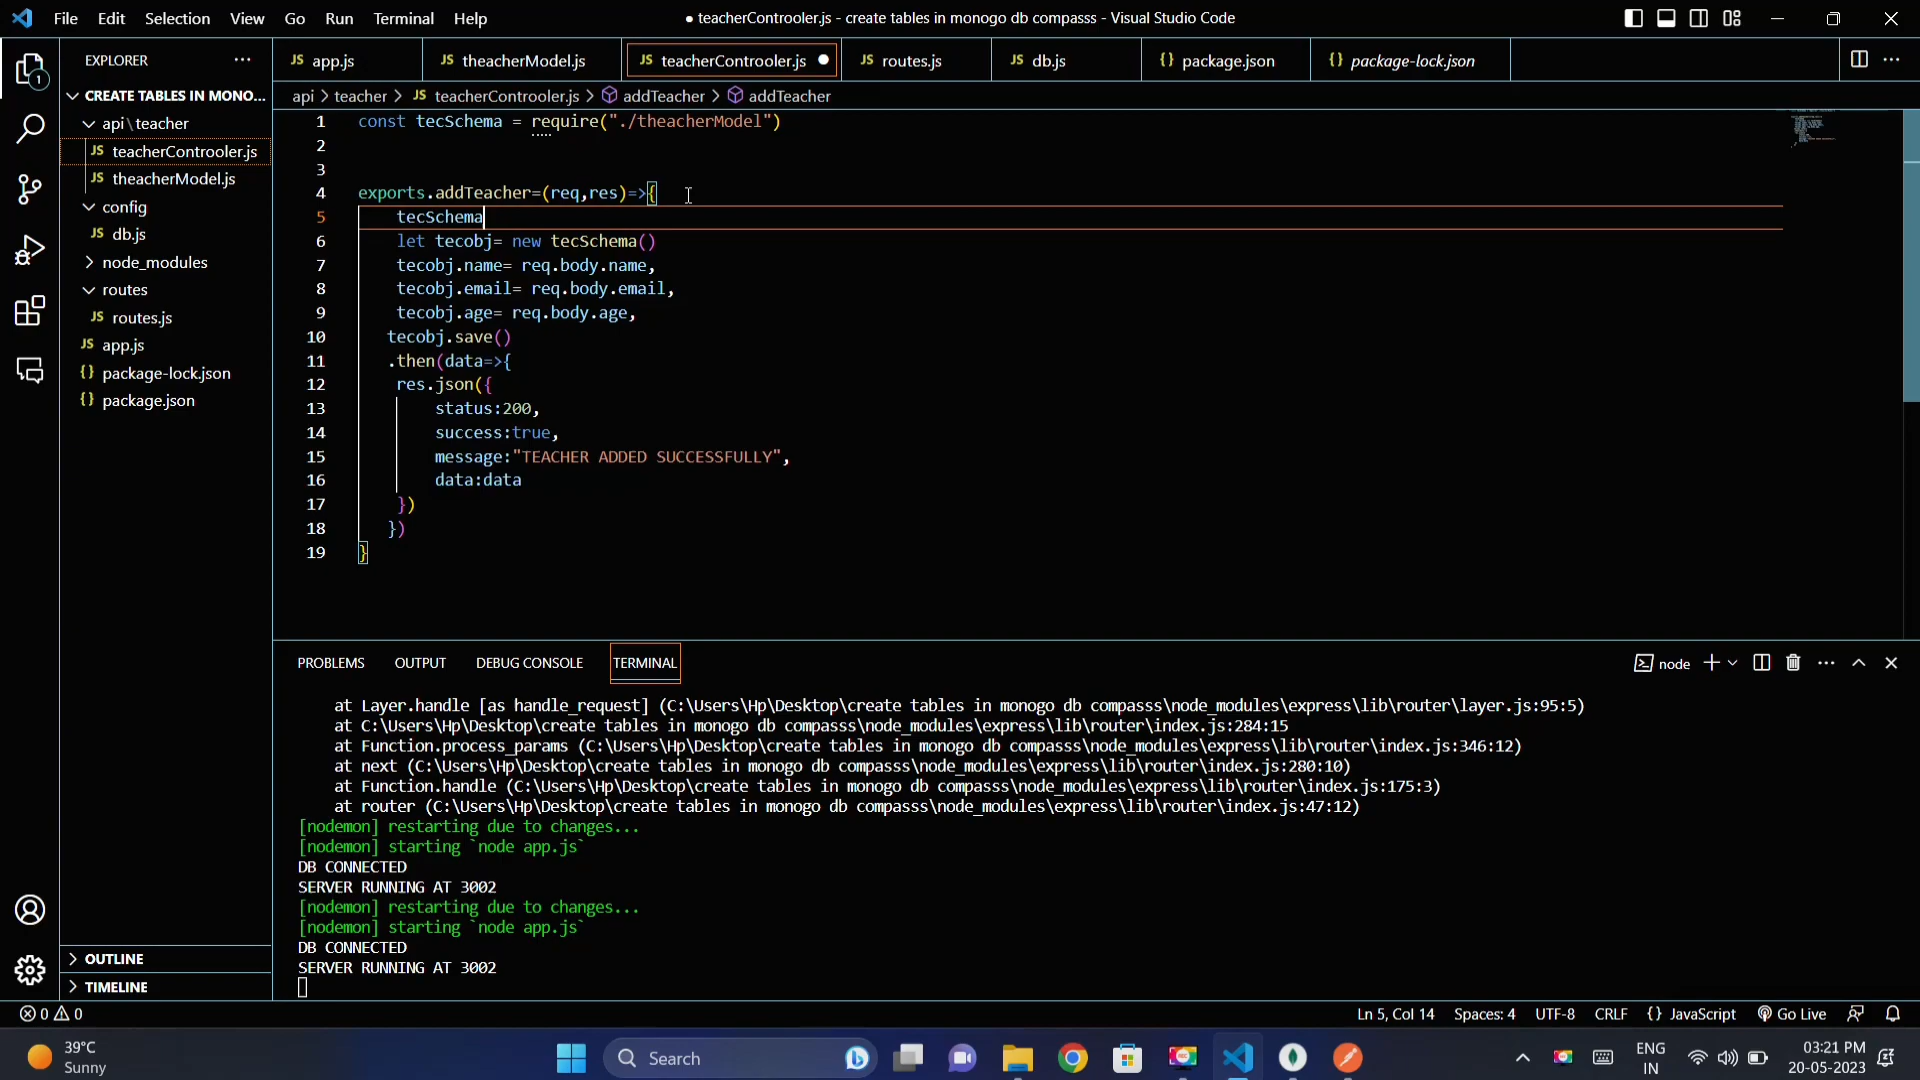 File Edit Selection View Go Run Terminal Help
● teacherControoler.js - create tables in monogo db compasss - Visual Studio Code
EXPLORER
JS app.js
JS theacherModel.js
JS teacherControoler.js
JS routes.js
JS db.js
{} package.json
{} package-lock.json
api > teacher > JS teacherControoler.js > addTeacher > addTeacher
1
CREATE TABLES IN MONO...
api\teacher
JS teacherControoler.js
JS theacherModel.js
config
JS db.js
node_modules
routes
JS routes.js
JS app.js
{} package-lock.json
{} package.json
OUTLINE
TIMELINE
1 const tecSchema = require("./theacherModel")
2
3
4 exports.addTeacher=(req,res)=>{
5 tecSchema
6 let tecobj= new tecSchema()
7 tecobj.name= req.body.name,
8 tecobj.email= req.body.email,
9 tecobj.age= req.body.age,
10 tecobj.save()
11 .then(data=>{
12 res.json({
13 status:200,
14 success:true,
15 message:"TEACHER ADDED SUCCESSFULLY",
16 data:data
17 })
18 })
19 }
PROBLEMS OUTPUT DEBUG CONSOLE TERMINAL
node
at Layer.handle [as handle_request] (C:\Users\Hp\Desktop\create tables in monogo db compasss\node_modules\express\lib\router\layer.js:95:5)
at C:\Users\Hp\Desktop\create tables in monogo db compasss\node_modules\express\lib\router\index.js:284:15
at Function.process_params (C:\Users\Hp\Desktop\create tables in monogo db compasss\node_modules\express\lib\router\index.js:346:12)
at next (C:\Users\Hp\Desktop\create tables in monogo db compasss\node_modules\express\lib\router\index.js:280:10)
at Function.handle (C:\Users\Hp\Desktop\create tables in monogo db compasss\node_modules\express\lib\router\index.js:175:3)
at router (C:\Users\Hp\Desktop\create tables in monogo db compasss\node_modules\express\lib\router\index.js:47:12)
[nodemon] restarting due to changes...
[nodemon] starting `node app.js`
DB CONNECTED
SERVER RUNNING AT 3002
[nodemon] restarting due to changes...
[nodemon] starting `node app.js`
DB CONNECTED
SERVER RUNNING AT 3002
0 0
Ln 5, Col 14 Spaces: 4 UTF-8 CRLF {} JavaScript Go Live
39°C
Sunny
Search
ENG
IN
03:21 PM
20-05-2023